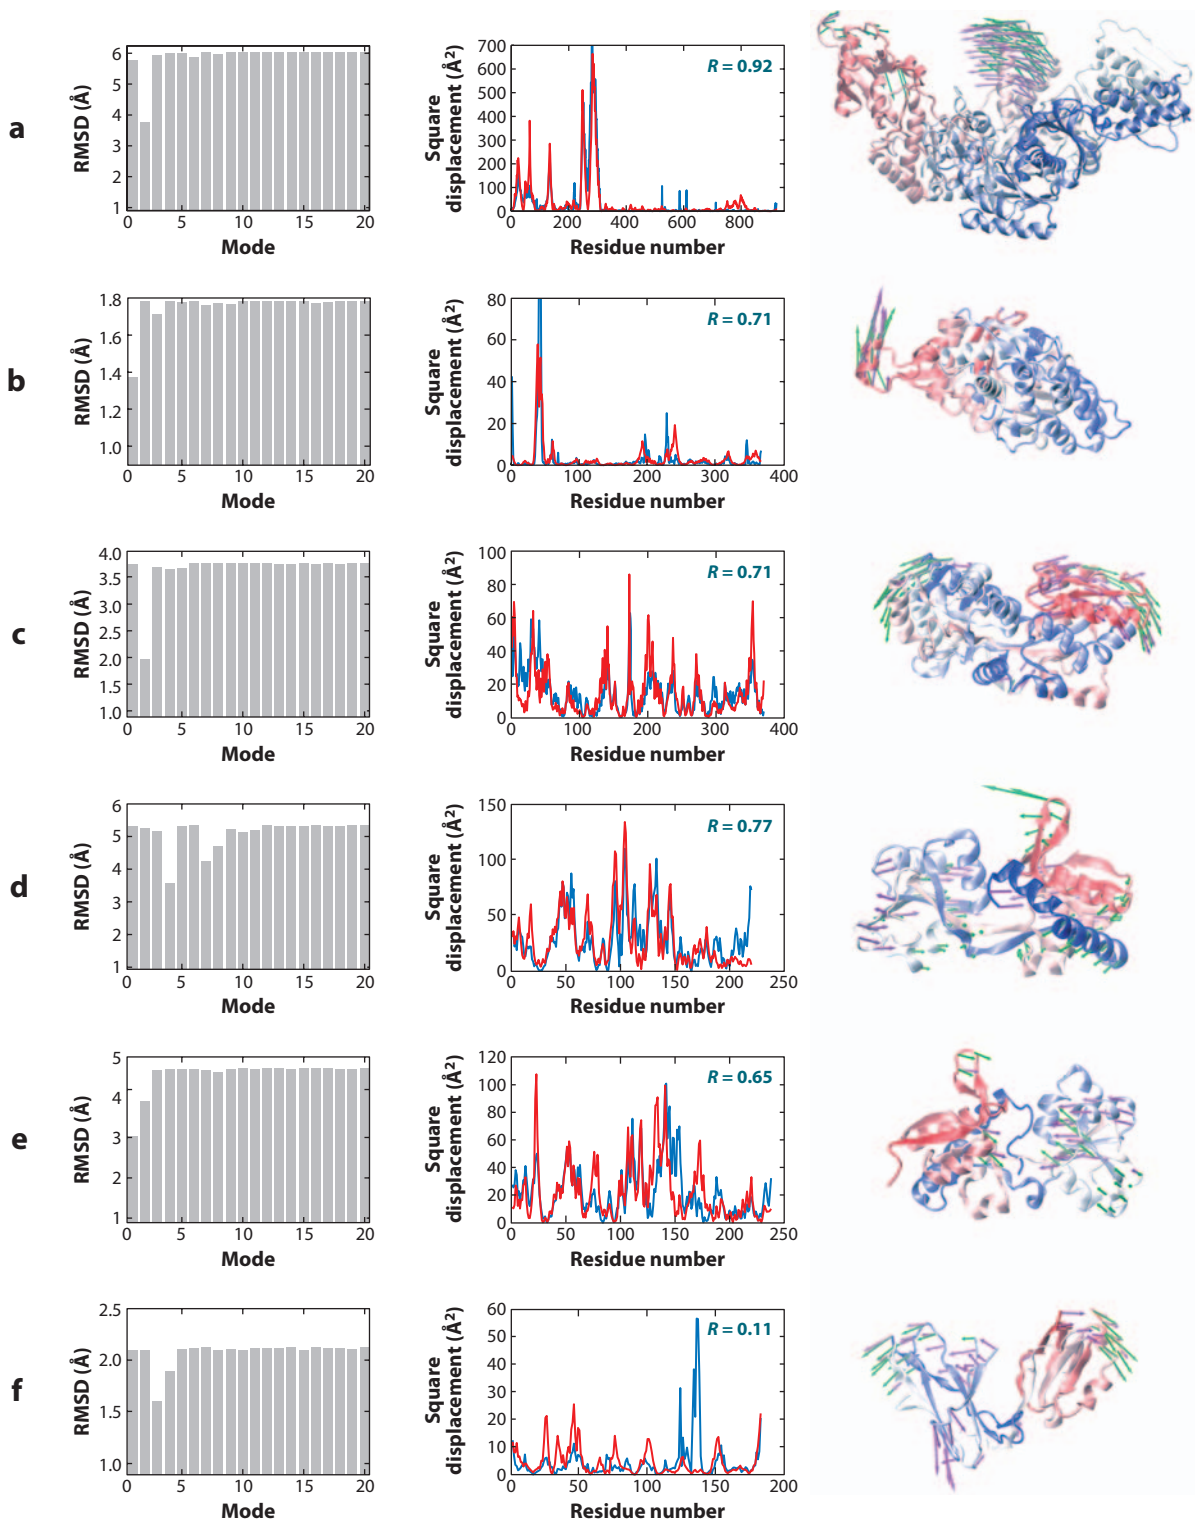 a
RMSD (Å)
6
5
4
3
2
1
0 5 10 15 20
Mode
Square
displacement (Å²)
700
600
500
400
300
200
100
0
0 200 400 600 800
Residue number
R = 0.92
b
RMSD (Å)
1.8
1.6
1.4
1.2
1.0
0 5 10 15 20
Mode
Square
displacement (Å²)
80
60
40
20
0
0 100 200 300 400
Residue number
R = 0.71
c
RMSD (Å)
4.0
3.5
3.0
2.5
2.0
1.5
1.0
0 5 10 15 20
Mode
Square
displacement (Å²)
100
80
60
40
20
0
0 100 200 300 400
Residue number
R = 0.71
d
RMSD (Å)
6
5
4
3
2
1
0 5 10 15 20
Mode
Square
displacement (Å²)
150
100
50
0
0 50 100 150 200 250
Residue number
R = 0.77
e
RMSD (Å)
5
4
3
2
1
0 5 10 15 20
Mode
Square
displacement (Å²)
120
100
80
60
40
20
0
0 50 100 150 200 250
Residue number
R = 0.65
f
RMSD (Å)
2.5
2.0
1.5
1.0
0 5 10 15 20
Mode
Square
displacement (Å²)
60
50
40
30
20
10
0
0 50 100 150 200
Residue number
R = 0.11